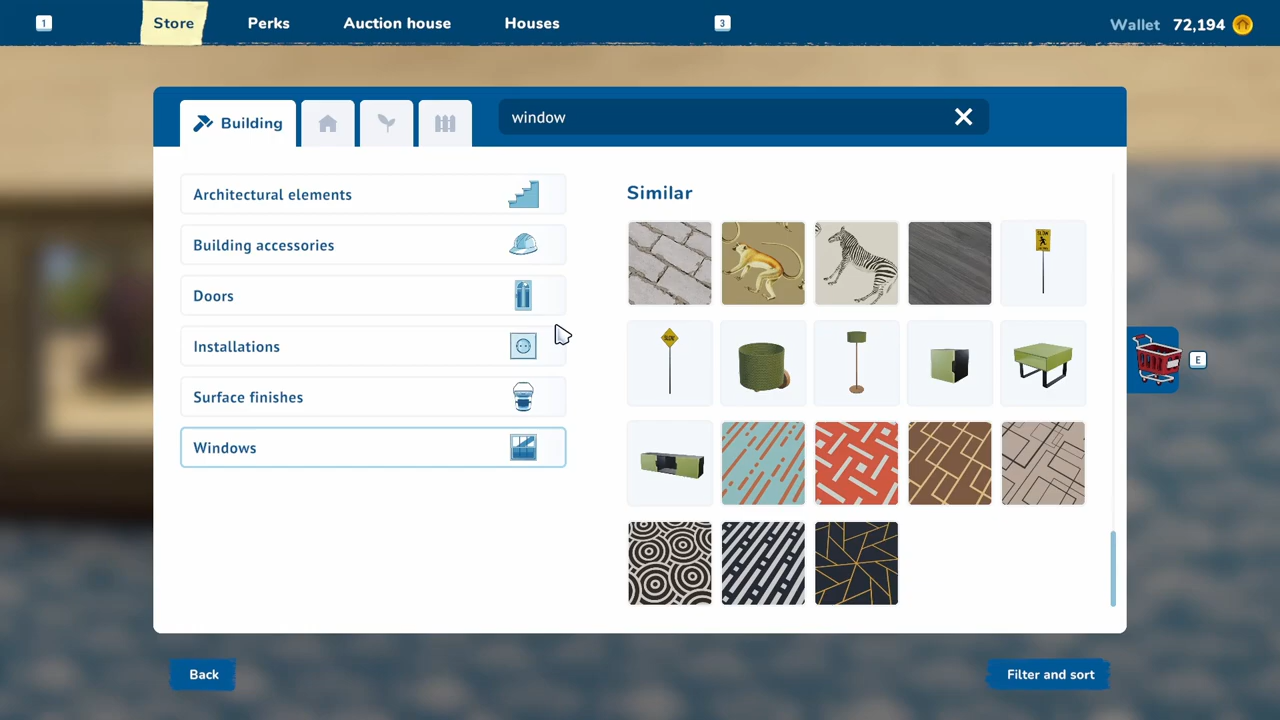 1
Store
Perks
Auction house
Houses
3
Wallet 72,194
Building
window
Architectural elements
Building accessories
Doors
Installations
Surface finishes
Windows
Similar
E
Back
Filter and sort